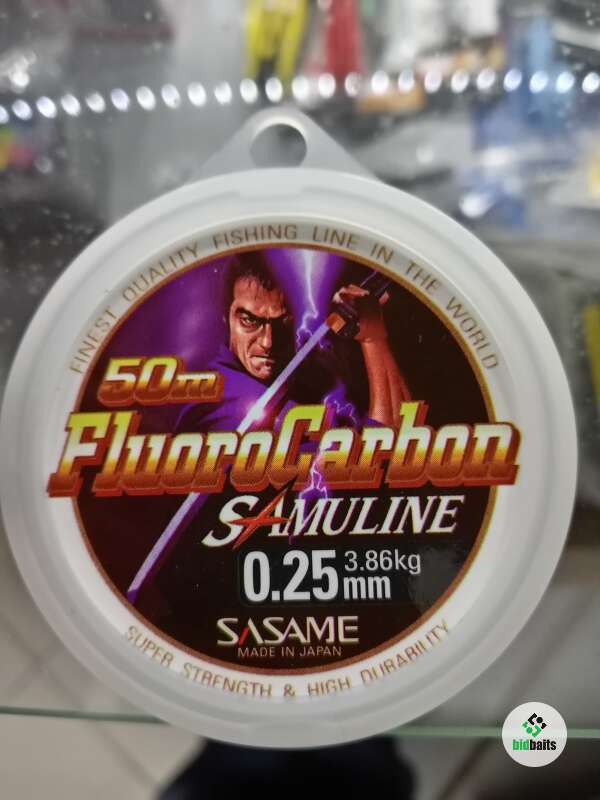 FINEST QUALITY FISHING LINE IN THE WORLD
50m
FluoroCarbon
SAMULINE
0.25mm 3.86kg
SASAME
MADE IN JAPAN
SUPER STRENGTH & HIGH DURABILITY
bidbaits